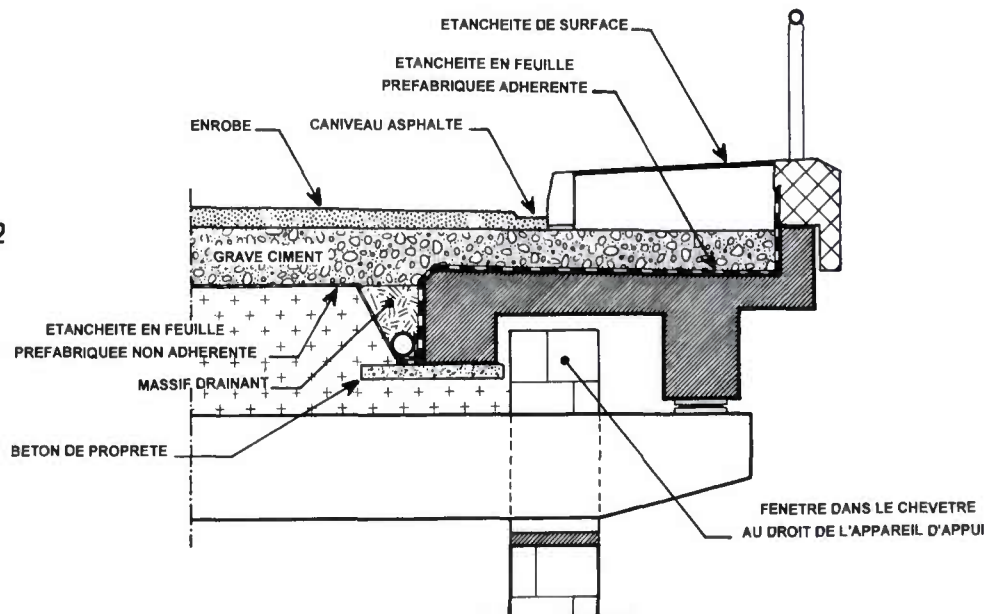 ETANCHEITE DE SURFACE
ETANCHEITE EN FEUILLE
PREFABRIQUEE ADHERENTE
ENROBE
CANIVEAU ASPHALTE
2
GRAVE CIMENT
ETANCHEITE EN FEUILLE
PREFABRIQUEE NON ADHERENTE
MASSIF DRAINANT
BETON DE PROPRETE
FENETRE DANS LE CHEVETRE
AU DROIT DE L'APPAREIL D'APPUI